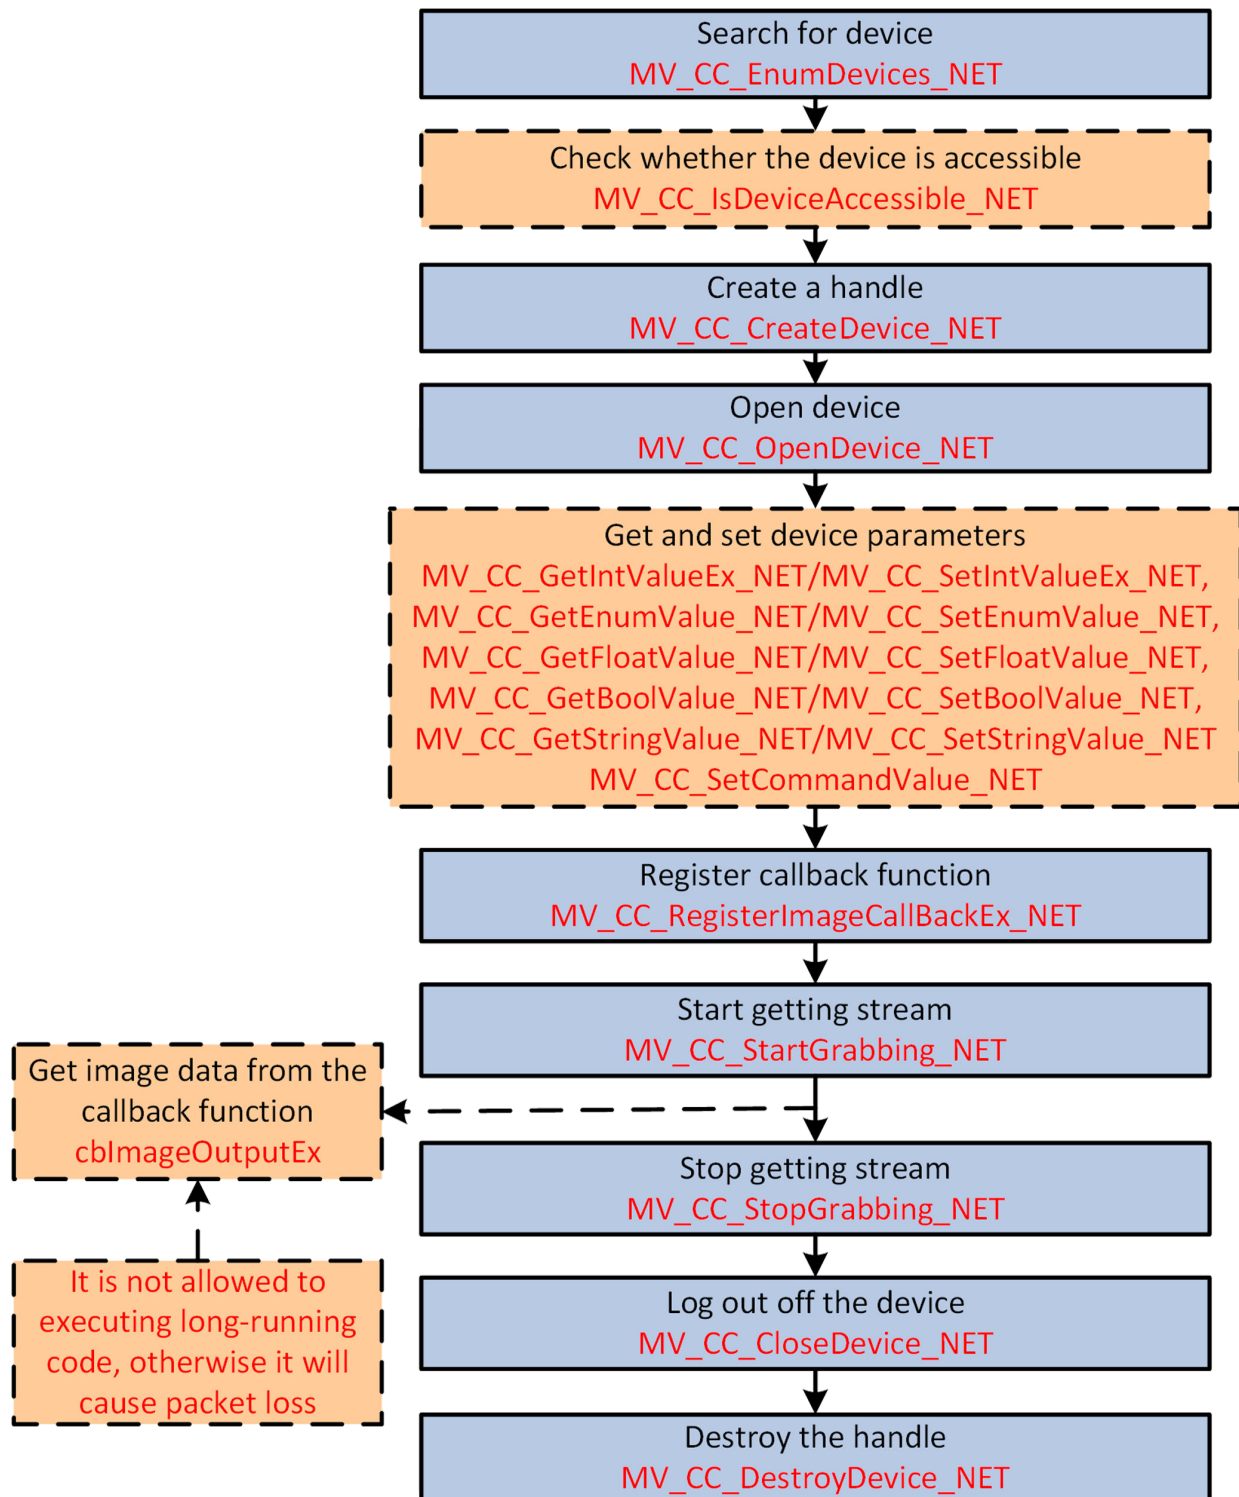 Search for device
MV_CC_EnumDevices_NET
Check whether the device is accessible
MV_CC_IsDeviceAccessible_NET
Create a handle
MV_CC_CreateDevice_NET
Open device
MV_CC_OpenDevice_NET
Get and set device parameters
MV_CC_GetIntValueEx_NET/MV_CC_SetIntValueEx_NET,
MV_CC_GetEnumValue_NET/MV_CC_SetEnumValue_NET,
MV_CC_GetFloatValue_NET/MV_CC_SetFloatValue_NET,
MV_CC_GetBoolValue_NET/MV_CC_SetBoolValue_NET,
MV_CC_GetStringValue_NET/MV_CC_SetStringValue_NET
MV_CC_SetCommandValue_NET
Register callback function
MV_CC_RegisterImageCallBackEx_NET
Start getting stream
MV_CC_StartGrabbing_NET
Get image data from the
callback function
cbImageOutputEx
It is not allowed to
executing long-running
code, otherwise it will
cause packet loss
Stop getting stream
MV_CC_StopGrabbing_NET
Log out off the device
MV_CC_CloseDevice_NET
Destroy the handle
MV_CC_DestroyDevice_NET